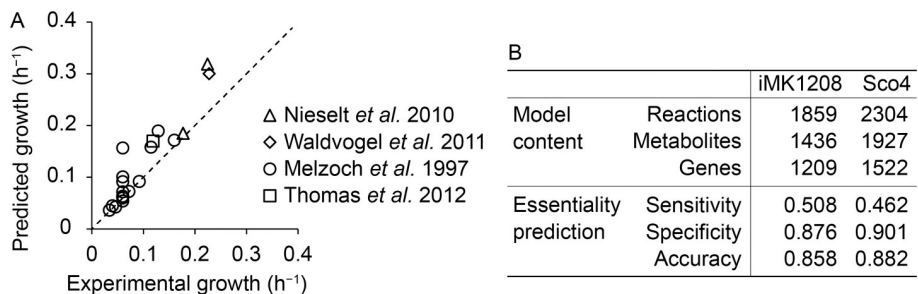 A
0.4
0.3
0.2
0.1
0
0
0.1
0.2
0.3
0.4
Predicted growth (h⁻¹)
Experimental growth (h⁻¹)
Nieselt et al. 2010
Waldvogel et al. 2011
Melzoch et al. 1997
Thomas et al. 2012
B
iMK1208 Sco4
Model Reactions 1859 2304
content Metabolites 1436 1927
Genes 1209 1522
Essentiality Sensitivity 0.508 0.462
prediction Specificity 0.876 0.901
Accuracy 0.858 0.882